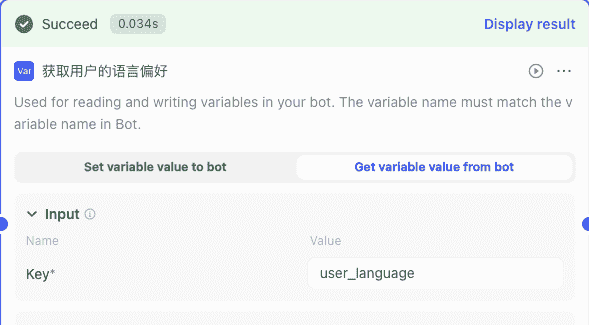 Succeed 0.034s Display result
Var 获取用户的语言偏好
Used for reading and writing variables in your bot. The variable name must match the v
ariable name in Bot.
Set variable value to bot Get variable value from bot
Input
Name Value
Key* user_language